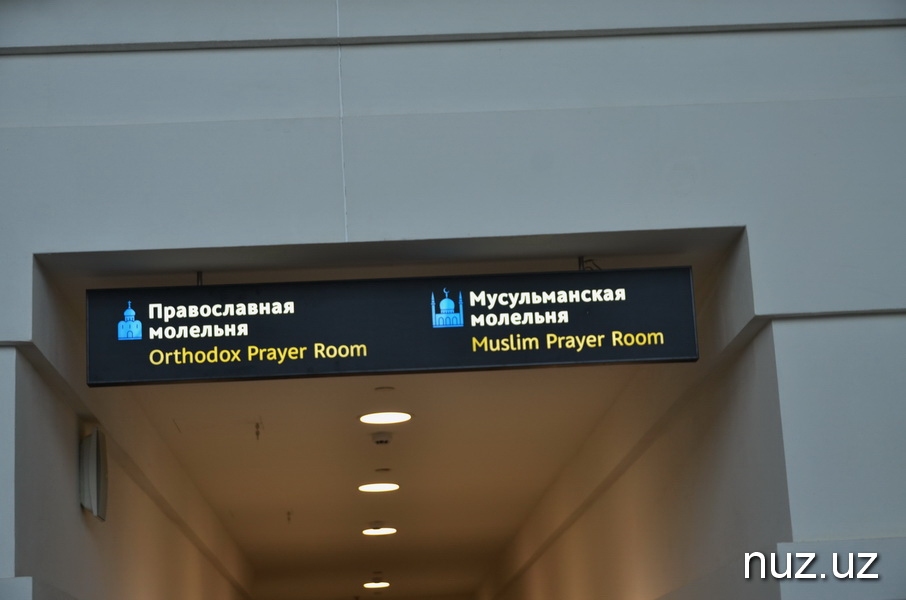 Православная
молельня
Orthodox Prayer Room
Мусульманская
молельня
Muslim Prayer Room
nuz.uz